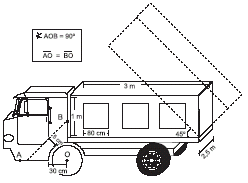 ∢ AOB = 90°
AO = BO
3 m
B
1 m
80 cm
45°
2,5 m
A
O
30 cm